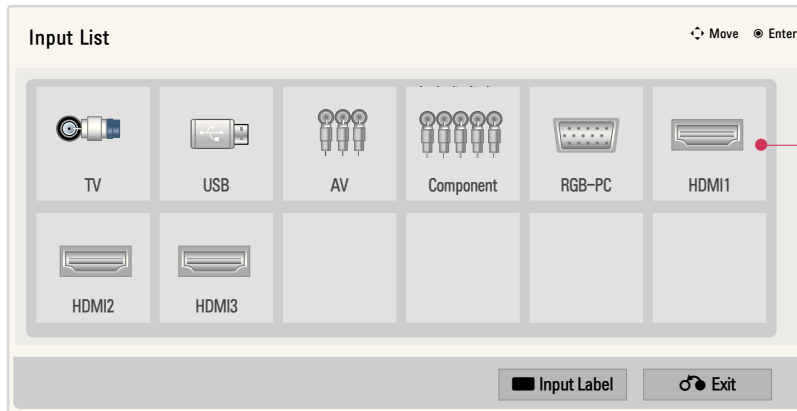 Input List
Move Enter
TV USB AV Component RGB-PC HDMI1
HDMI2 HDMI3
Input Label Exit